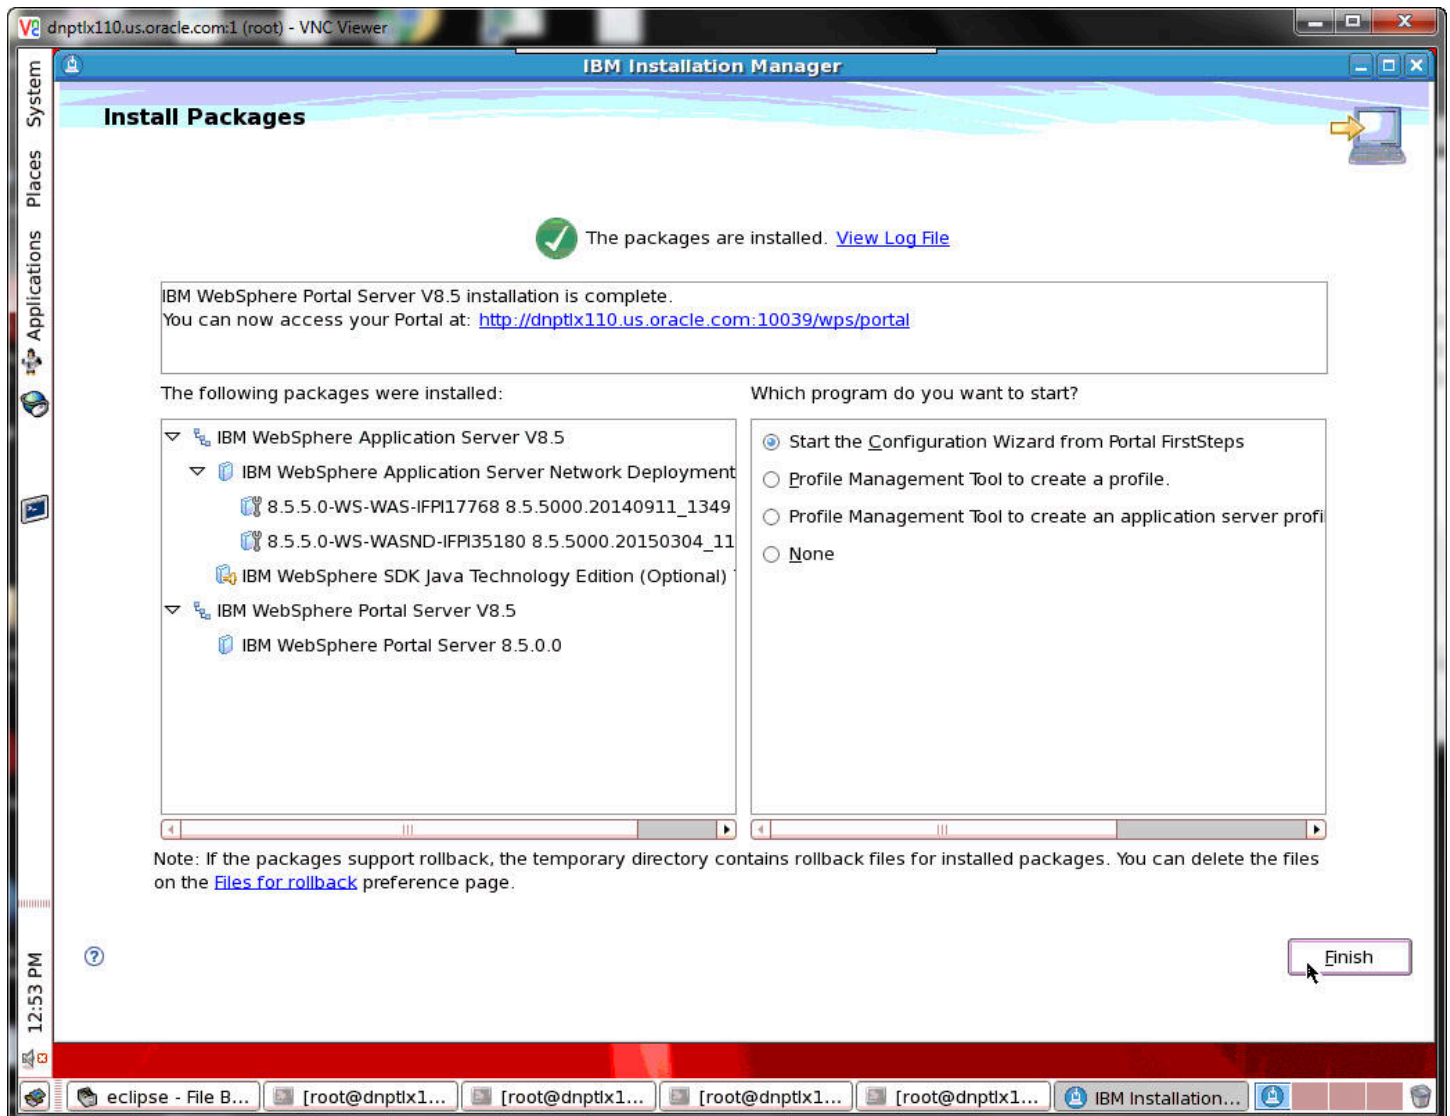 dnptlx110.us.oracle.com:1 (root) - VNC Viewer
IBM Installation Manager
Install Packages
The packages are installed. View Log File
IBM WebSphere Portal Server V8.5 installation is complete.
You can now access your Portal at: http://dnptlx110.us.oracle.com:10039/wps/portal
The following packages were installed:
IBM WebSphere Application Server V8.5
IBM WebSphere Application Server Network Deployment
8.5.5.0-WS-WAS-IFPI17768 8.5.5000.20140911_1349
8.5.5.0-WS-WASND-IFPI35180 8.5.5000.20150304_11
IBM WebSphere SDK Java Technology Edition (Optional)
IBM WebSphere Portal Server V8.5
IBM WebSphere Portal Server 8.5.0.0
Which program do you want to start?
Start the Configuration Wizard from Portal FirstSteps
Profile Management Tool to create a profile.
Profile Management Tool to create an application server profi
None
Note: If the packages support rollback, the temporary directory contains rollback files for installed packages. You can delete the files
on the Files for rollback preference page.
Finish
Applications Places System
12:53 PM
eclipse - File B...
[root@dnptlx1...
[root@dnptlx1...
[root@dnptlx1...
[root@dnptlx1...
IBM Installation...